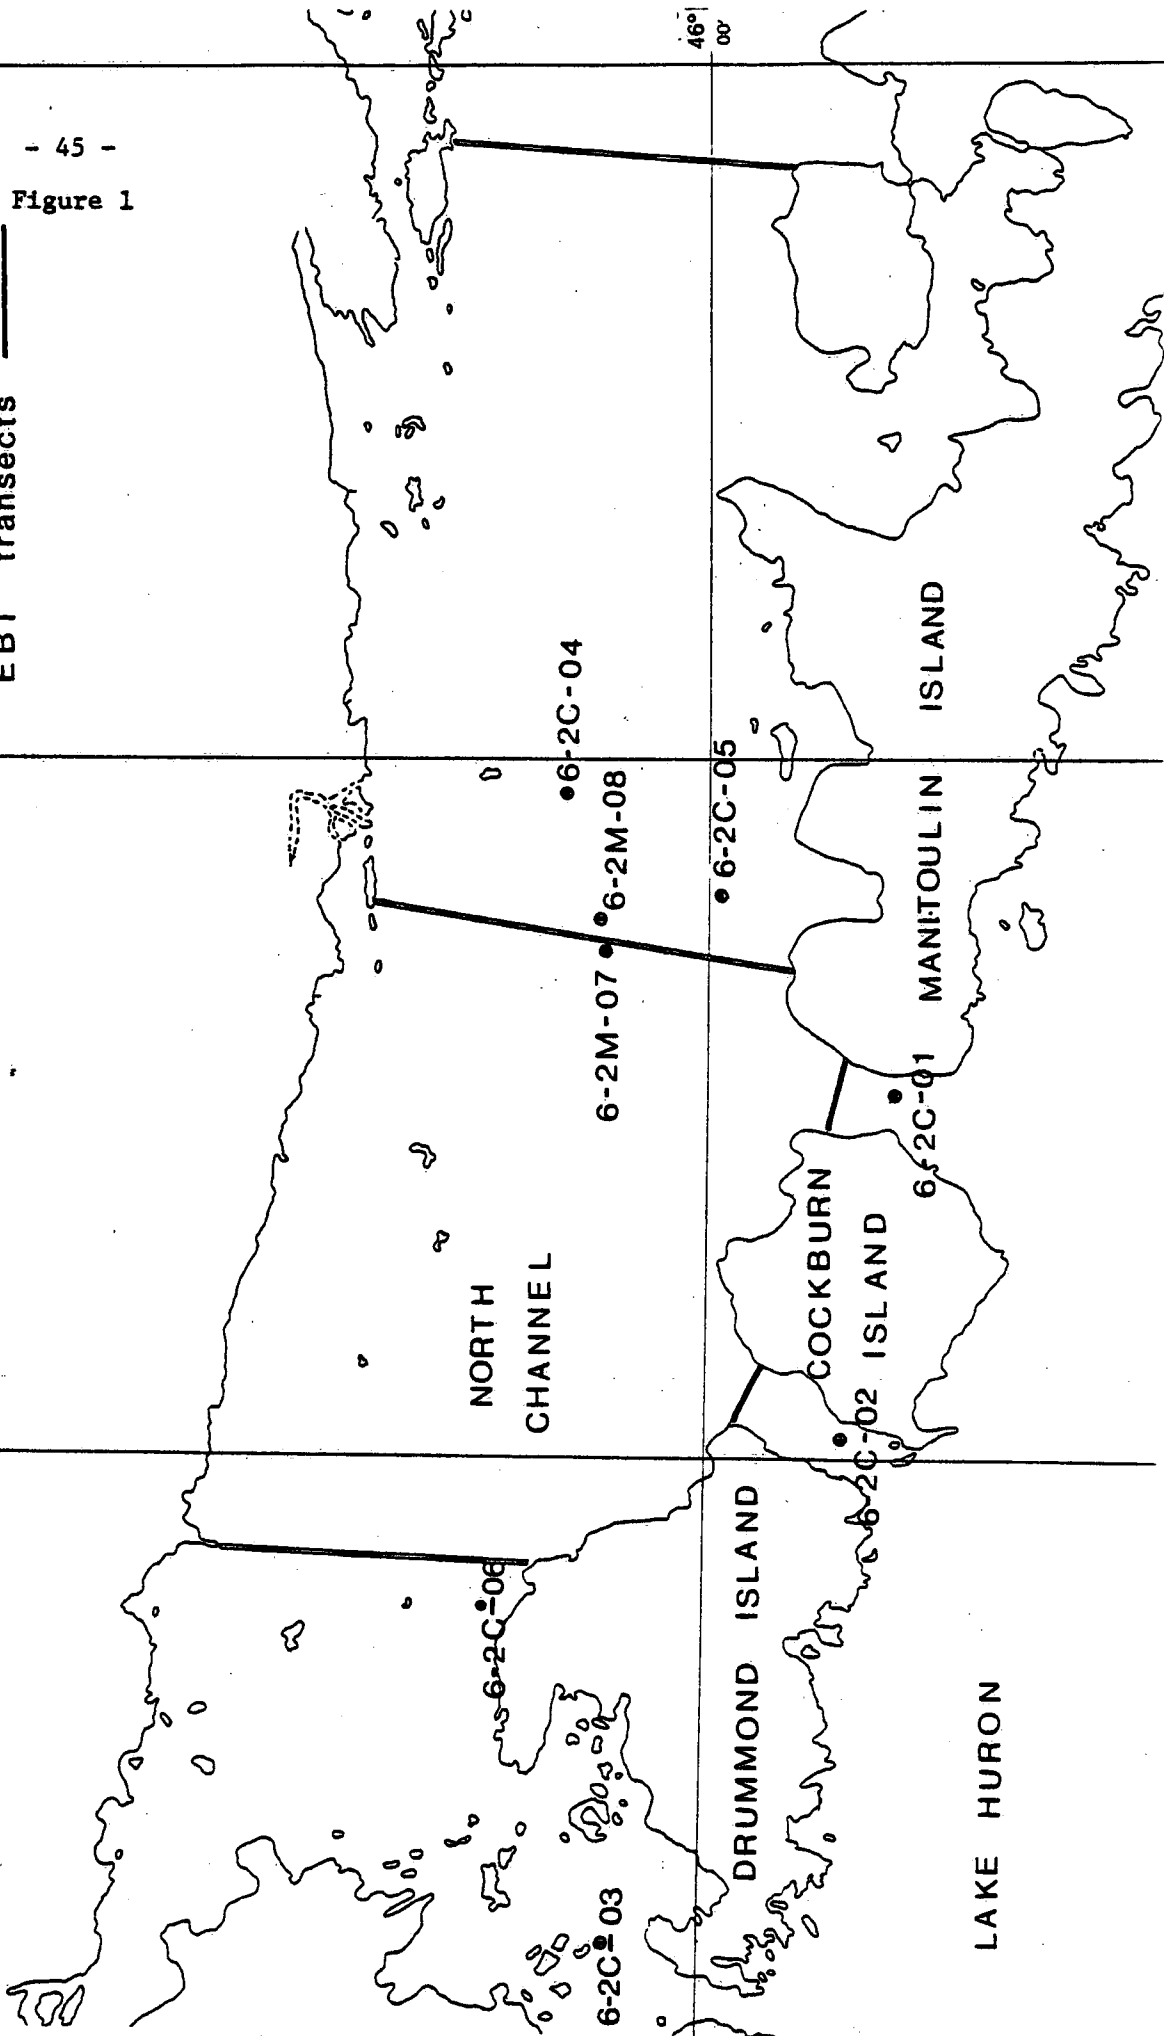 - 45 -
Figure 1
EBT transects
46°
00'
6-2C-04
6-2M-08
6-2C-05
6-2M-07
6-2C-01
6-2C-02
6-2C-06
6-2C-03
NORTH
CHANNEL
MANITOULIN ISLAND
COCKBURN
ISLAND
DRUMMOND ISLAND
LAKE HURON